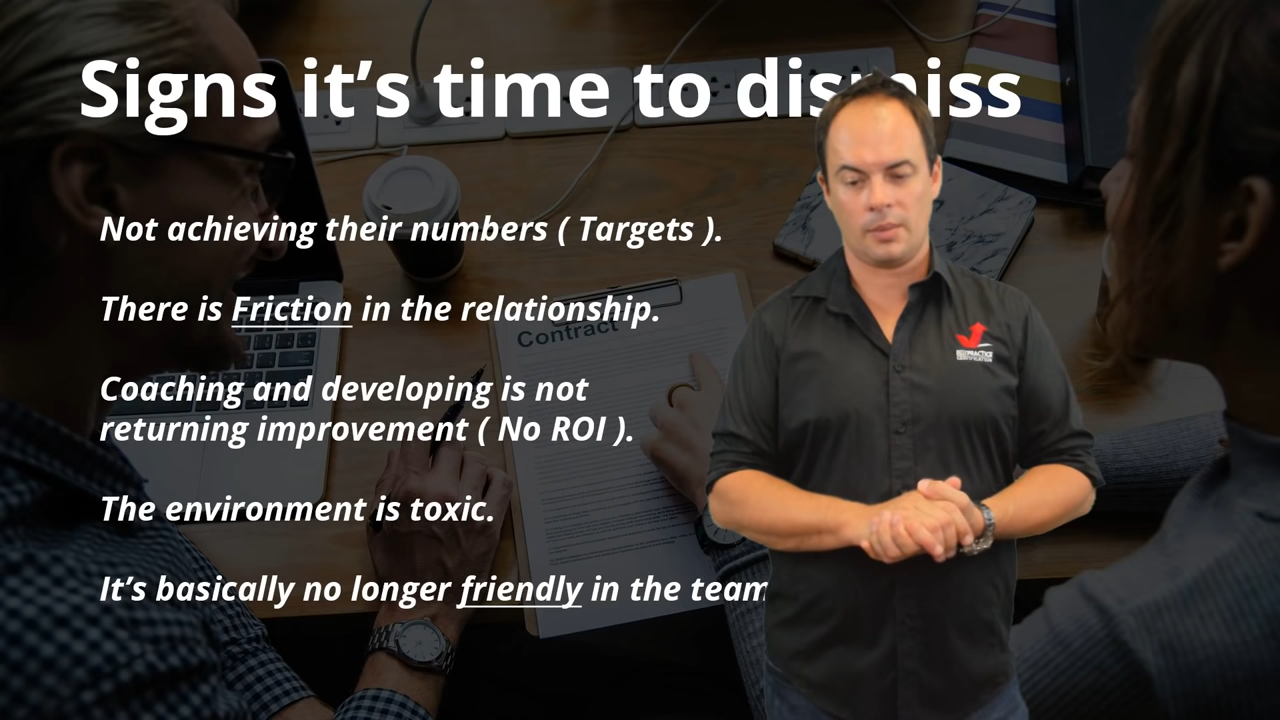 Signs it’s time to dismiss
Not achieving their numbers ( Targets ).
There is Friction in the relationship.
Coaching and developing is not
returning improvement ( No ROI ).
Contract
The environment is toxic.
It’s basically no longer friendly in the team